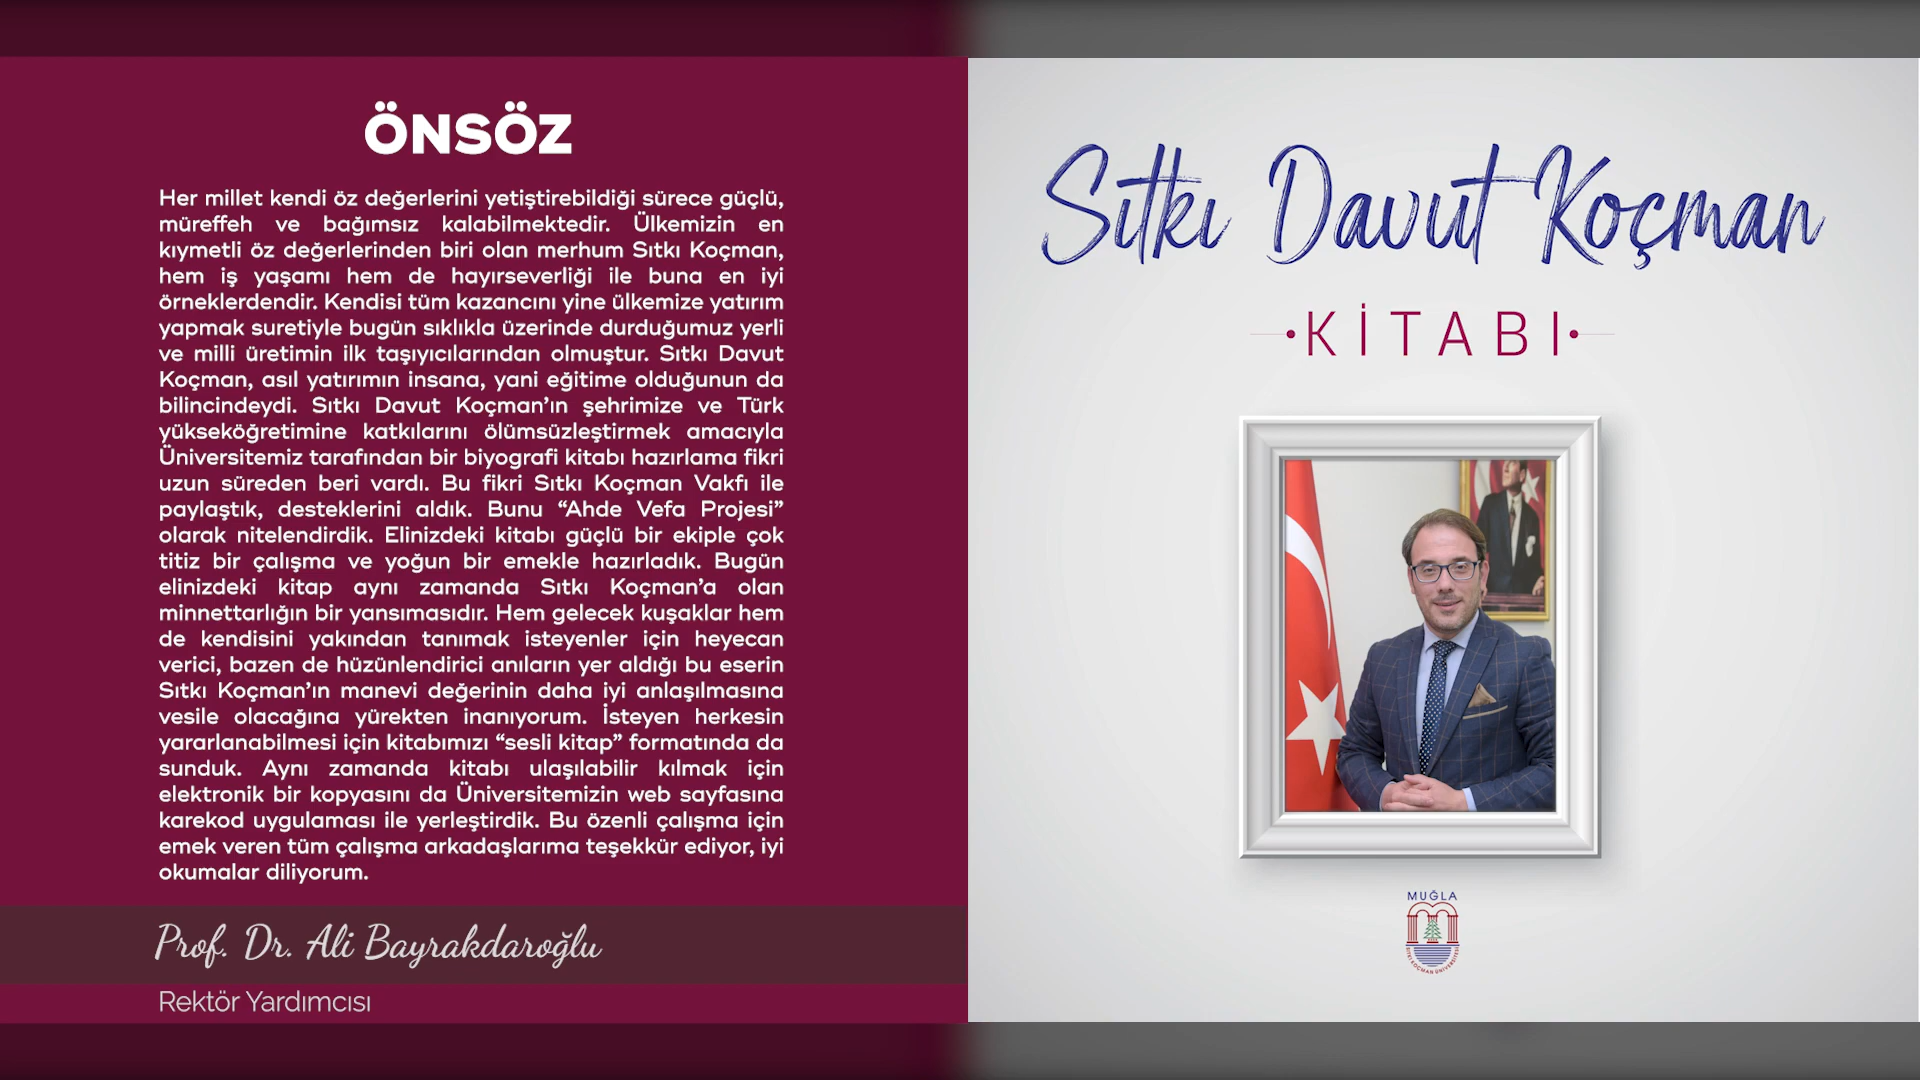 ÖNSÖZ
Her millet kendi öz değerlerini yetiştirebildiği sürece güçlü,
müreffeh ve bağımsız kalabilmektedir. Ülkemizin en
kıymetli öz değerlerinden biri olan merhum Sıtkı Koçman,
hem iş yaşamı hem de hayırseverliği ile buna en iyi
örneklerdendir. Kendisi tüm kazancını yine ülkemize yatırım
yapmak suretiyle bugün sıklıkla üzerinde durduğumuz yerli
ve milli üretimin ilk taşıyıcılarından olmuştur. Sıtkı Davut
Koçman, asıl yatırımın insana, yani eğitime olduğunun da
bilincindeydi. Sıtkı Davut Koçman’ın şehrimize ve Türk
yükseköğretimine katkılarını ölümsüzleştirmek amacıyla
Üniversitemiz tarafından bir biyografi kitabı hazırlama fikri
uzun süreden beri vardı. Bu fikri Sıtkı Koçman Vakfı ile
paylaştık, desteklerini aldık. Bunu “Ahde Vefa Projesi”
olarak nitelendirdik. Elinizdeki kitabı güçlü bir ekiple çok
titiz bir çalışma ve yoğun bir emekle hazırladık. Bugün
elinizdeki kitap aynı zamanda Sıtkı Koçman’a olan
minnettarlığın bir yansımasıdır. Hem gelecek kuşaklar hem
de kendisini yakından tanımak isteyenler için heyecan
verici, bazen de hüzünlendirici anıların yer aldığı bu eserin
Sıtkı Koçman’ın manevi değerinin daha iyi anlaşılmasına
vesile olacağına yürekten inanıyorum. İsteyen herkesin
yararlanabilmesi için kitabımızı “sesli kitap” formatında da
sunduk. Aynı zamanda kitabı ulaşılabilir kılmak için
elektronik bir kopyasını da Üniversitemizin web sayfasına
karekod uygulaması ile yerleştirdik. Bu özenli çalışma için
emek veren tüm çalışma arkadaşlarıma teşekkür ediyor, iyi
okumalar diliyorum.
Prof. Dr. Ali Bayrakdaroğlu
Rektör Yardımcısı
Sıtkı Davut Koçman
KİTABI
MUĞLA
SITKI KOÇMAN ÜNİVERSİTESİ